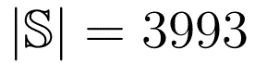 |𝕊| = 3993